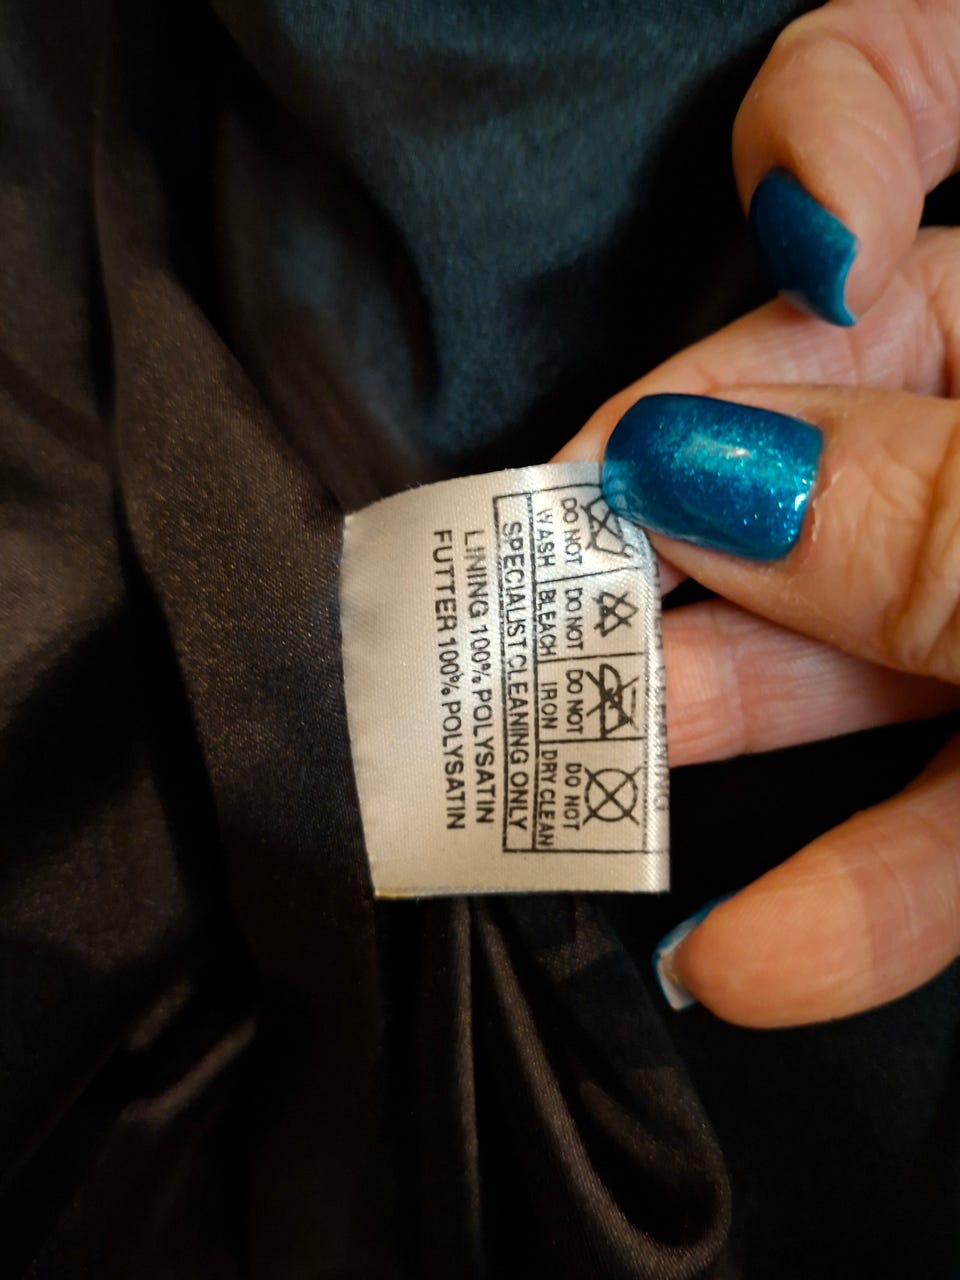 DO NOT WASH
DO NOT BLEACH
DO NOT IRON
DO NOT DRY CLEAN
SPECIALIST CLEANING ONLY
LINING 100% POLYSATIN
FUTTER 100% POLYSATIN